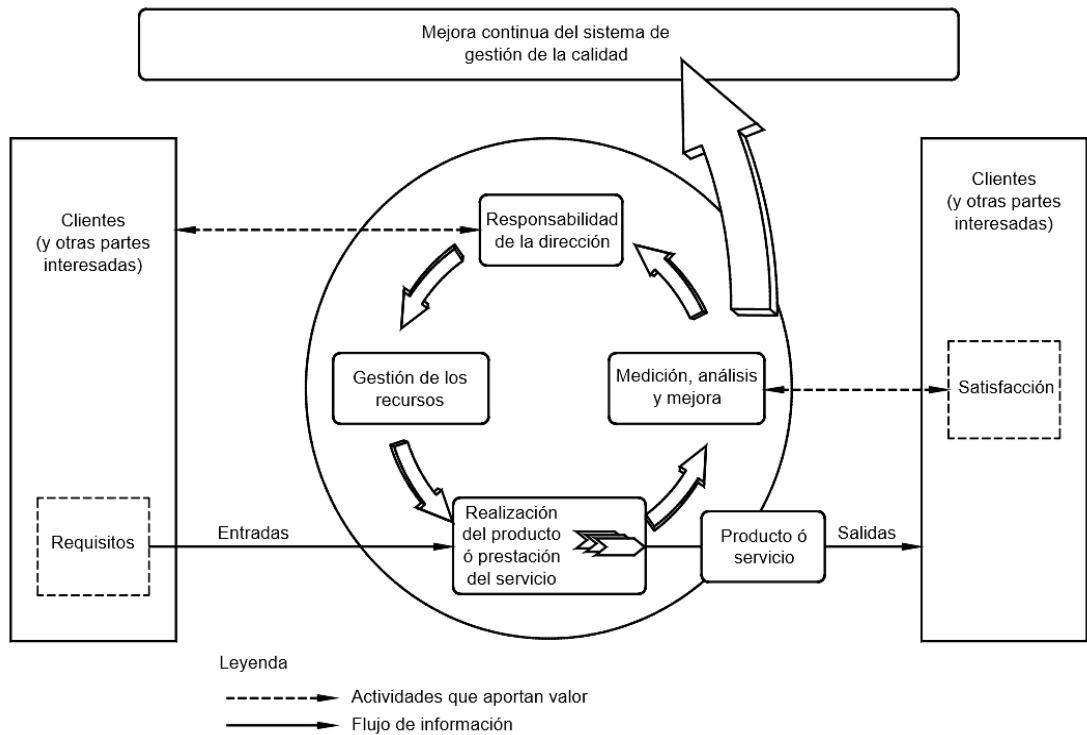 Mejora continua del sistema de
gestión de la calidad
Clientes
(y otras partes
interesadas)
Clientes
(y otras partes
interesadas)
Responsabilidad
de la dirección
Gestión de los
recursos
Medición, análisis
y mejora
Satisfacción
Requisitos
Entradas
Realización
del producto
ó prestación
del servicio
Producto ó
servicio
Salidas
Leyenda
Actividades que aportan valor
Flujo de información